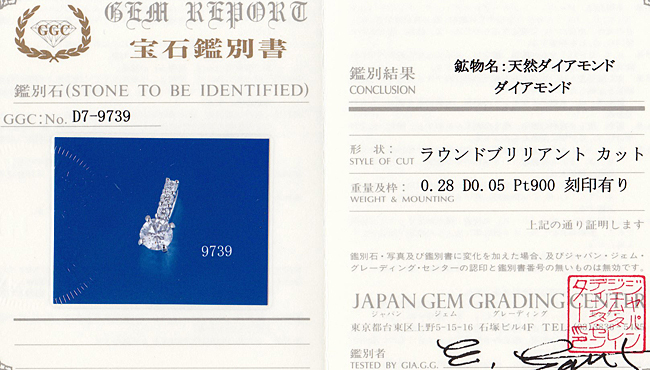 GEM REPORT
GGC
宝石鑑別書
鑑別石(STONE TO BE IDENTIFIED)
GGC:No. D7-9739
9739
鑑別結果
CONCLUSION
鉱物名:天然ダイアモンド
ダイアモンド
形 状:
STYLE OF CUT
ラウンドブリリアント カット
重量及枠:
WEIGHT & MOUNTING
0.28 D0.05 Pt900 刻印有り
上記の通り証明します
鑑別石・写真及び鑑別書に変化を加えた場合、及びジャパン・ジェム・
グレーディング・センターの認印と鑑別書番号の無いものは無効です。
JAPAN GEM GRADING CENTER
ジャパン ジェム グレーディング
東京都台東区上野5-15-16 石塚ビル4F TEL
鑑別者
TESTED BY GIA.G.G.